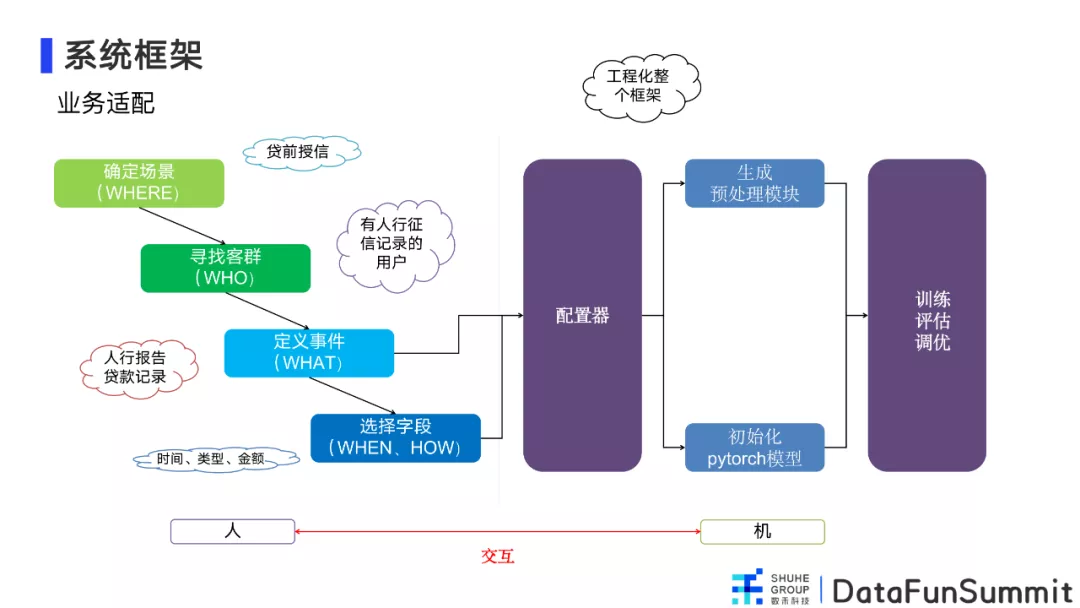 系统框架
业务适配
工程化整
个框架
贷前授信
确定场景
（WHERE）
有人行征
信记录的
用户
寻找客群
（WHO）
定义事件
（WHAT）
人行报告
贷款记录
选择字段
（WHEN、HOW）
时间、类型、金额
配置器
生成
预处理模块
初始化
pytorch模型
训练
评估
调优
人
机
交互
SHUHE
GROUP
数禾科技
DataFunSummit